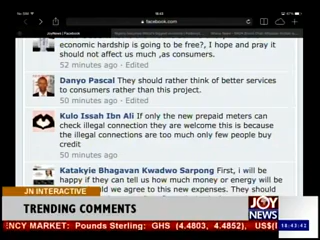 facebook.com
JoyNews | Facebook
economic hardship is going to be free?, I hope and pray it
should not affect us much ,as consumers.
52 minutes ago · Edited
Danyo Pascal They should rather think of better services
to consumers rather than this project.
50 minutes ago · Edited
Kulo Issah Ibn Ali If only the new prepaid meters can
check illegal connection they are welcome this is because
the illegal connections are too much only few people buy
credit
50 minutes ago
Katakyie Bhagavan Kwadwo Sarpong First, i will be
happy if they can tell us how much money or energy will be
ld we agree to this new expenses. They should
JN INTERACTIVE
TRENDING COMMENTS
JOY
NEWS
ENCY MARKET: Pounds Sterling: GHS (4.4803, 4.4852), US$(
18:43:42